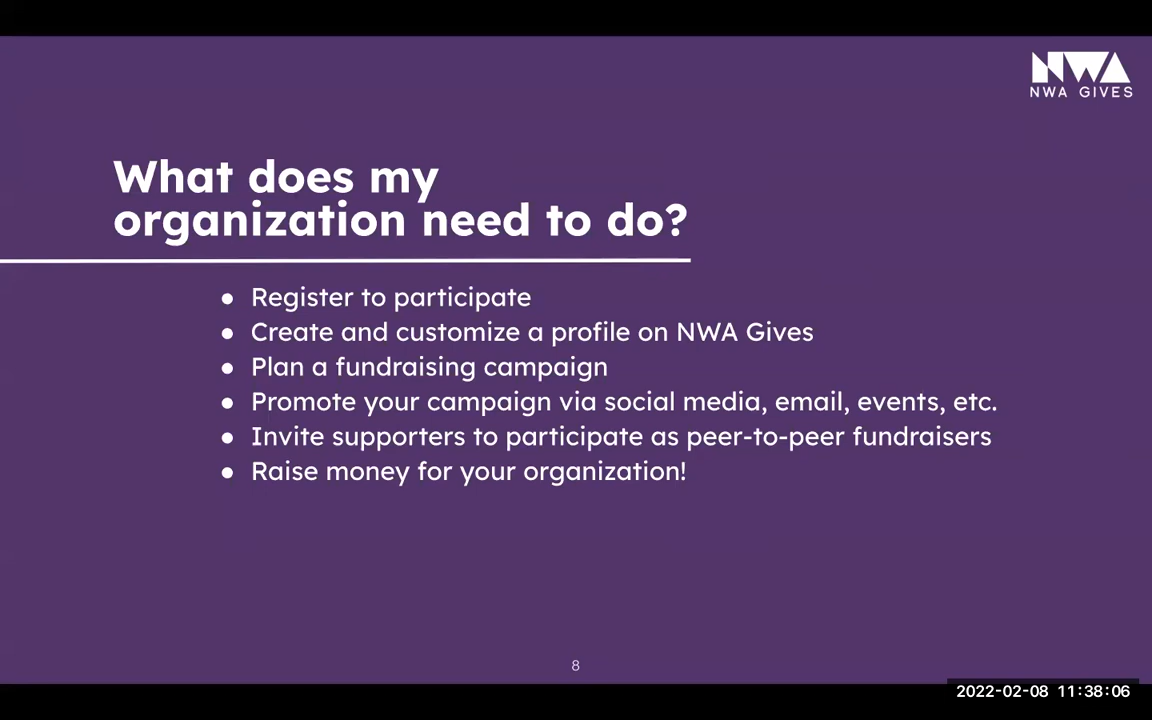 NWA
NWA GIVES
What does my
organization need to do?
● Register to participate
● Create and customize a profile on NWA Gives
● Plan a fundraising campaign
● Promote your campaign via social media, email, events, etc.
● Invite supporters to participate as peer-to-peer fundraisers
● Raise money for your organization!
8
2022-02-08 11:38:06